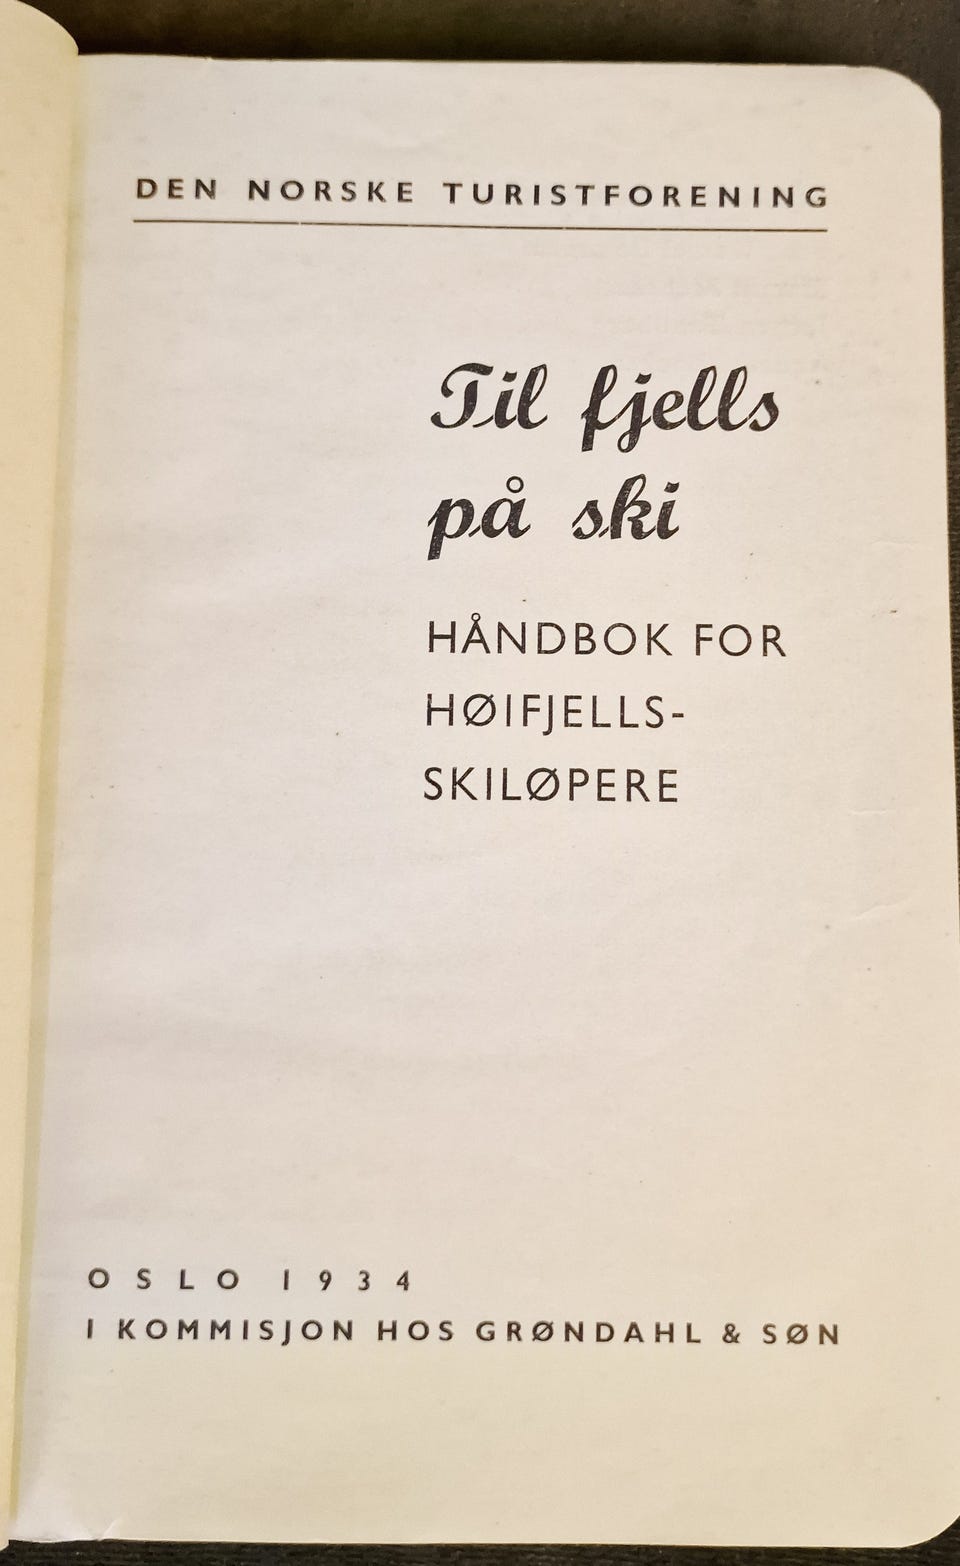 DEN NORSKE TURISTFORENING
Til fjells
på ski
HÅNDBOK FOR
HØIFJELLS-
SKILØPERE
OSLO 1934
I KOMMISJON HOS GRØNDAHL & SØN